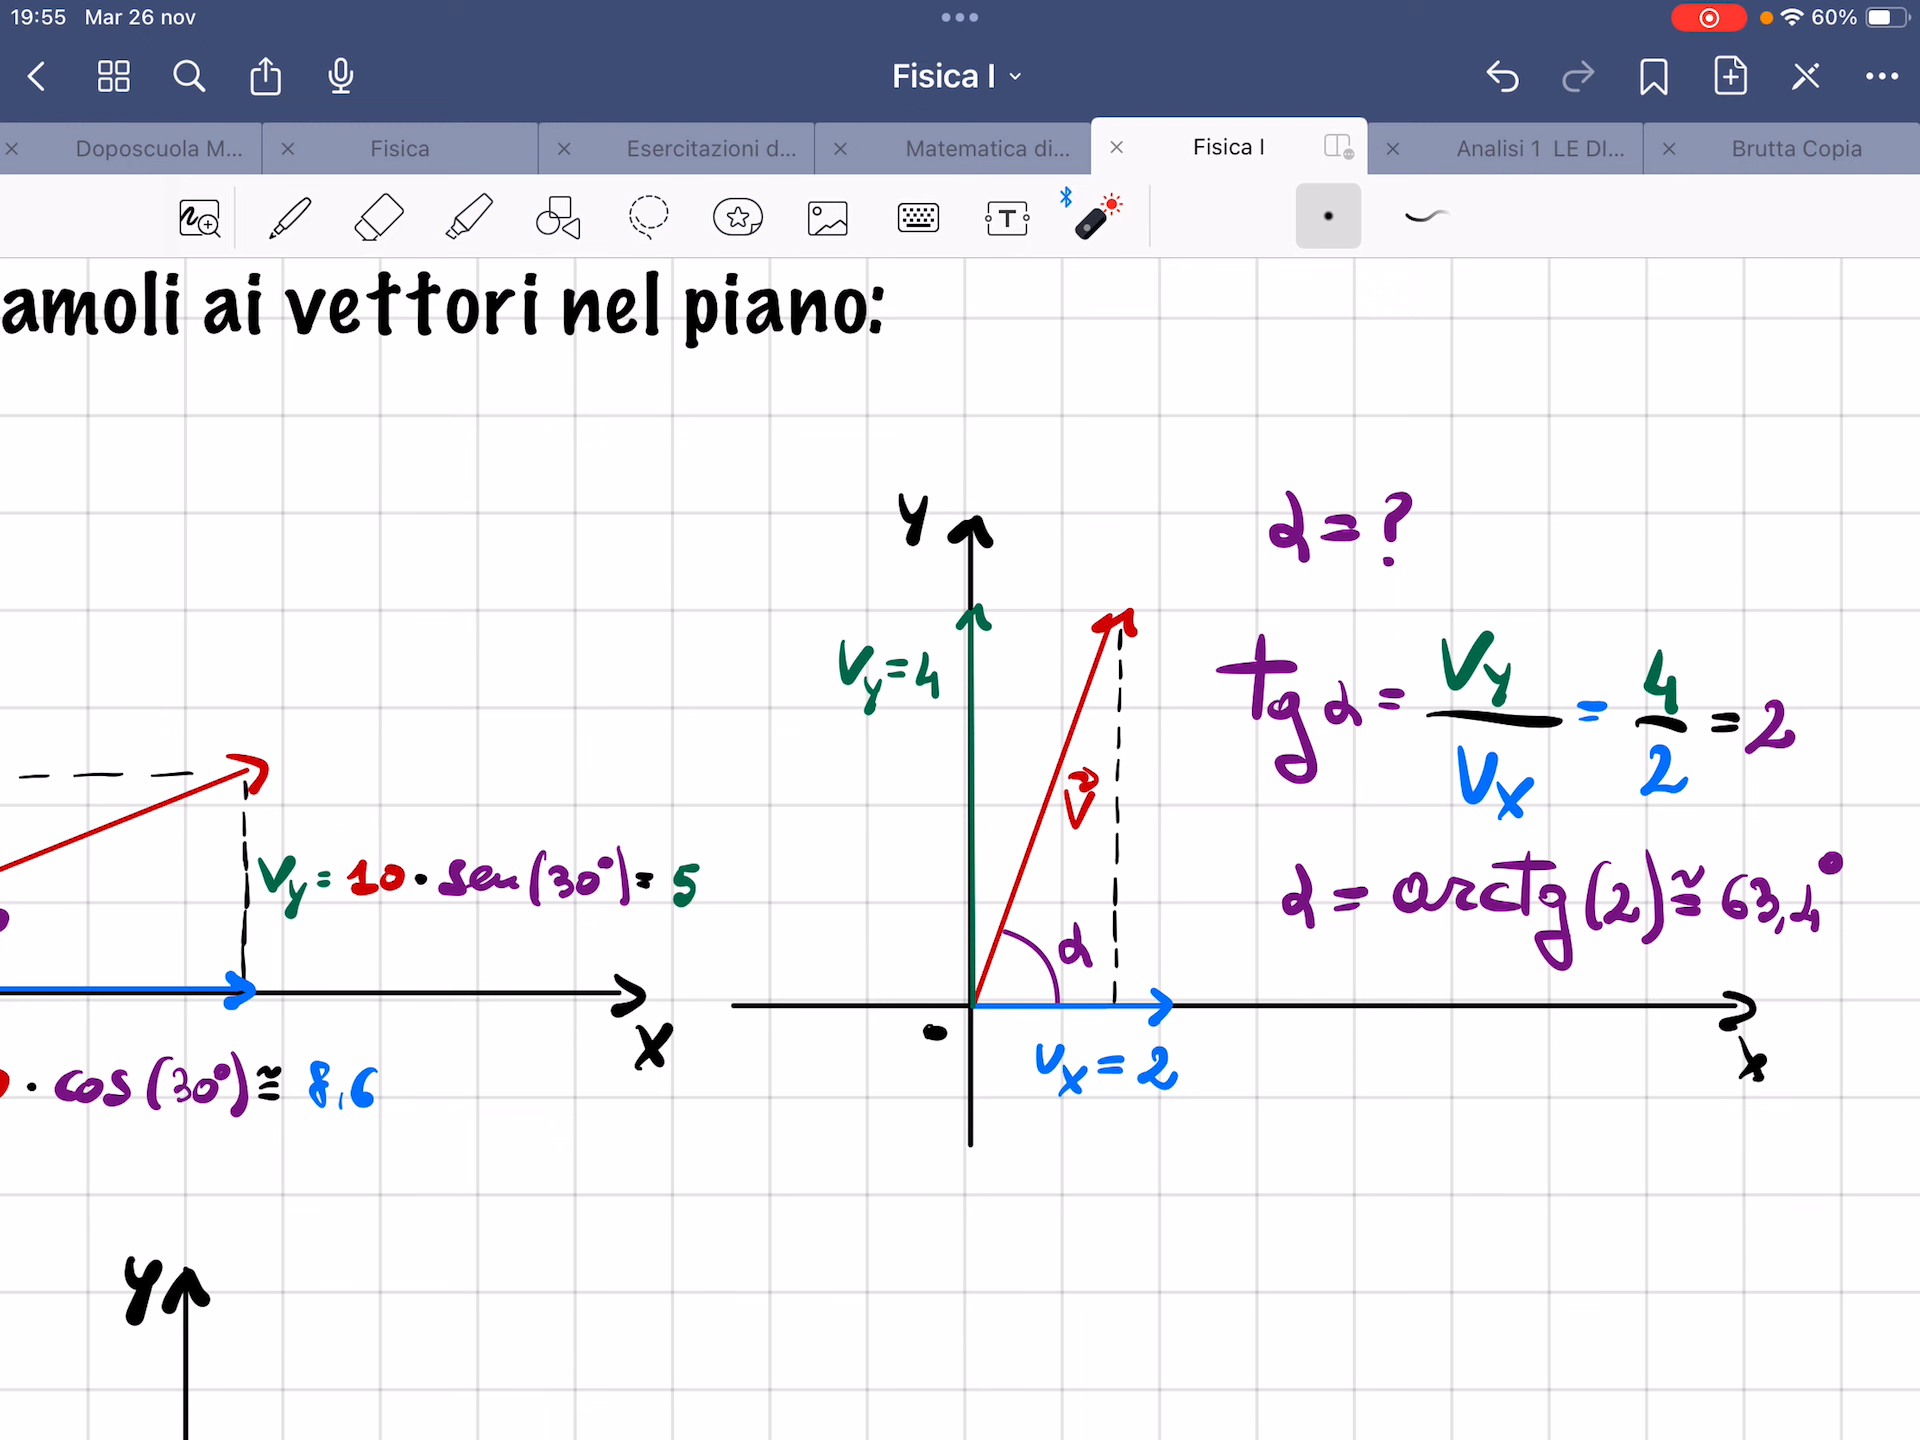 19:55 Mar 26 nov
60%
Fisica I
Doposcuola M...
Fisica
Esercitazioni d...
Matematica di...
Fisica I
Analisi 1 LE DI...
Brutta Copia
T
amoli ai vettori nel piano:
y
α = ?
Vy = 4
tg α = Vy / Vx = 4 / 2 = 2
V⃗
Vy = 10 · sen (30°) = 5
α = arctg (2) ≅ 63,4°
α
x
Vx = 2
x
· cos (30°) ≅ 8,6
y